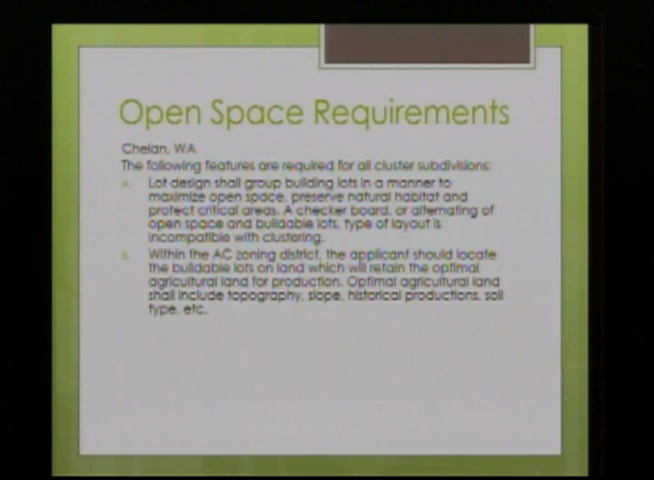 Open Space Requirements
Chelan, WA
The following features are required for all cluster subdivisions:
A. Lot design shall group building lots in a manner to
maximize open space, preserve natural habitat and
protect critical areas. A checker board, or alternating of
open space and buildable lots, type of layout is
incompatible with clustering.
B. Within the AC zoning district, the applicant should locate
the buildable lots on land which will retain the optimal
agricultural land for production. Optimal agricultural land
shall include topography, slope, historical productions, soil
type, etc.